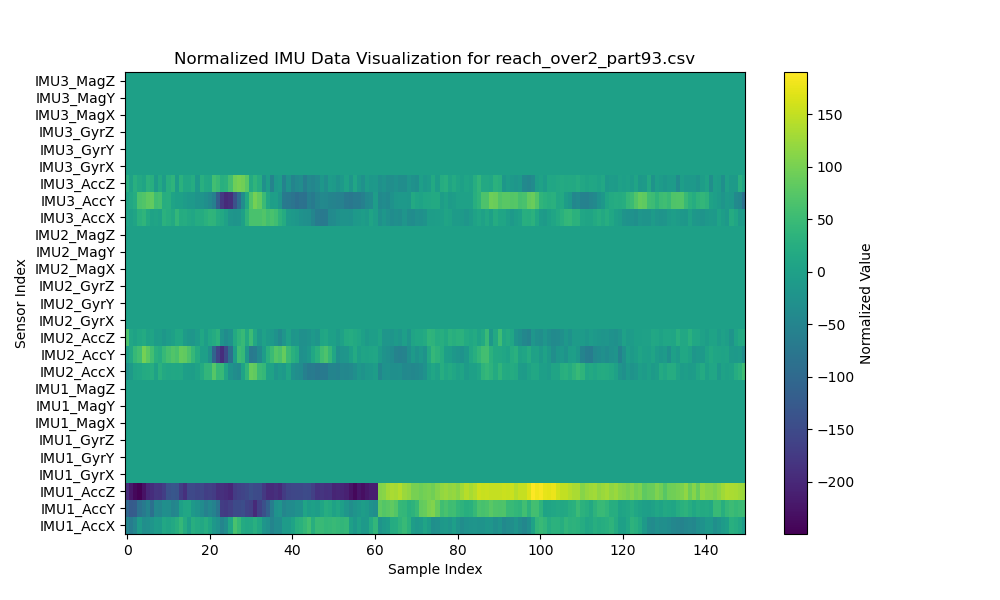 Normalized IMU Data Visualization for reach_over2_part93.csv
IMU3_MagZ
IMU3_MagY
IMU3_MagX
IMU3_GyrZ
IMU3_GyrY
IMU3_GyrX
IMU3_AccZ
IMU3_AccY
IMU3_AccX
IMU2_MagZ
IMU2_MagY
IMU2_MagX
IMU2_GyrZ
IMU2_GyrY
IMU2_GyrX
IMU2_AccZ
IMU2_AccY
IMU2_AccX
IMU1_MagZ
IMU1_MagY
IMU1_MagX
IMU1_GyrZ
IMU1_GyrY
IMU1_GyrX
IMU1_AccZ
IMU1_AccY
IMU1_AccX
Sensor Index
0 20 40 60 80 100 120 140
Sample Index
150
100
50
0
−50
−100
−150
−200
Normalized Value